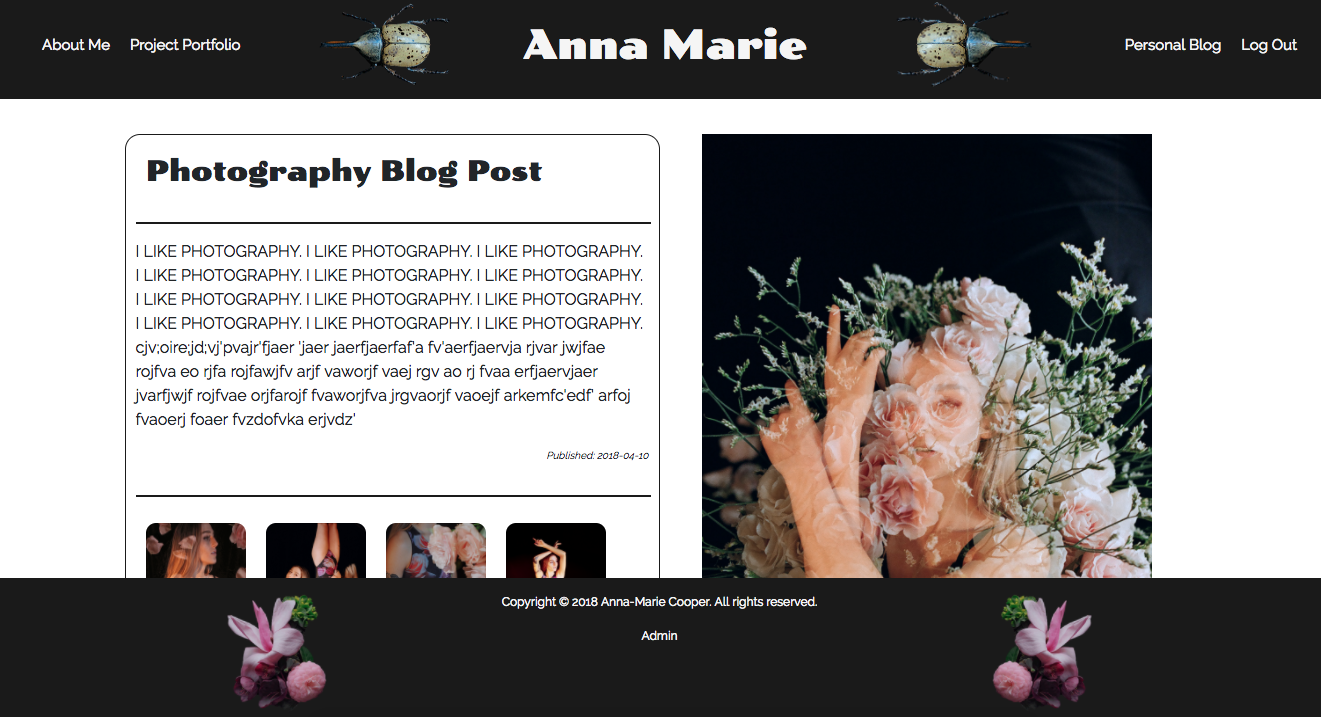 About Me Project Portfolio Anna Marie Personal Blog Log Out
Photography Blog Post
I LIKE PHOTOGRAPHY. I LIKE PHOTOGRAPHY. I LIKE PHOTOGRAPHY.
I LIKE PHOTOGRAPHY. I LIKE PHOTOGRAPHY. I LIKE PHOTOGRAPHY.
I LIKE PHOTOGRAPHY. I LIKE PHOTOGRAPHY. I LIKE PHOTOGRAPHY.
I LIKE PHOTOGRAPHY. I LIKE PHOTOGRAPHY. I LIKE PHOTOGRAPHY.
cjv;oire;jd;vj'pvajr'fjaer 'jaer jaerfjaerfaf'a fv'aerfjaervja rjvar jwjfae
rojfva eo rjfa rojfawjfv arjf vaworjf vaej rgv ao rj fvaa erfjaervjaer
jvarfjwjf rojfvae orjfarojf fvaworjfva jrgvaorjf vaoejf arkemfc'edf' arfoj
fvaoerj foaer fvzdofvka erjvdz'
Published: 2018-04-10
Copyright © 2018 Anna-Marie Cooper. All rights reserved.
Admin